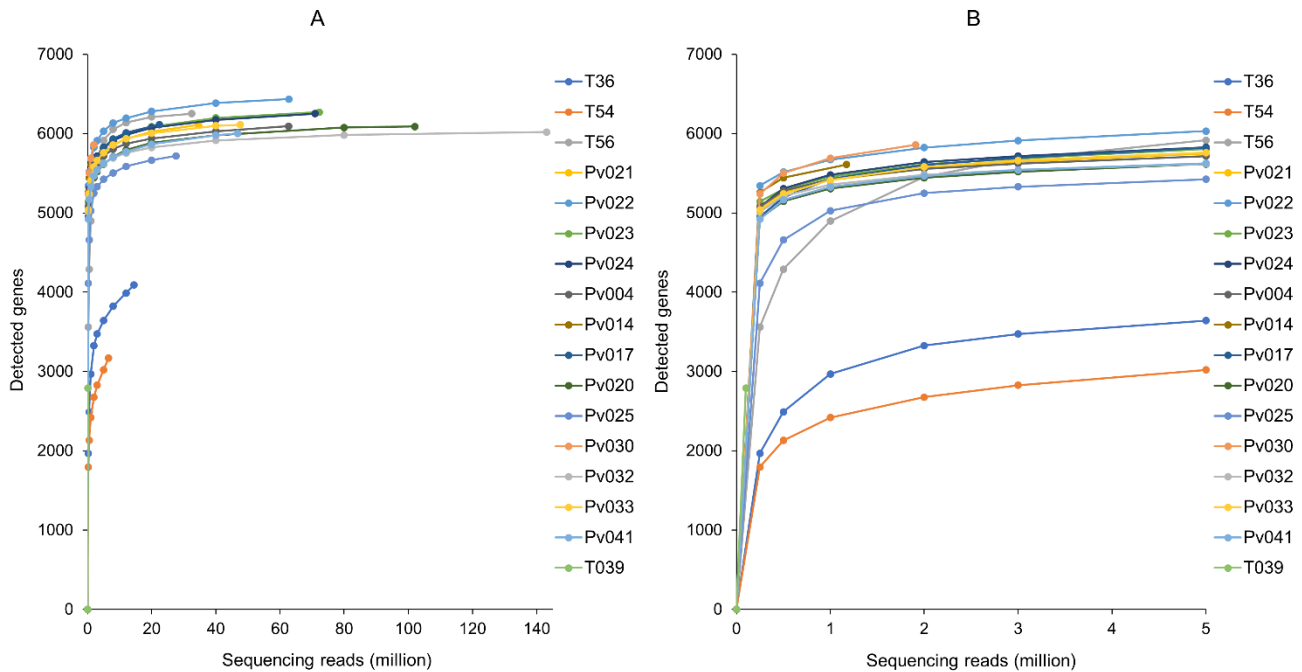 A
7000
6000
5000
4000
3000
2000
1000
0
Detected genes
0 20 40 60 80 100 120 140
Sequencing reads (million)
T36
T54
T56
Pv021
Pv022
Pv023
Pv024
Pv004
Pv014
Pv017
Pv020
Pv025
Pv030
Pv032
Pv033
Pv041
T039
B
7000
6000
5000
4000
3000
2000
1000
0
Detected genes
0 1 2 3 4 5
Sequencing reads (million)
T36
T54
T56
Pv021
Pv022
Pv023
Pv024
Pv004
Pv014
Pv017
Pv020
Pv025
Pv030
Pv032
Pv033
Pv041
T039